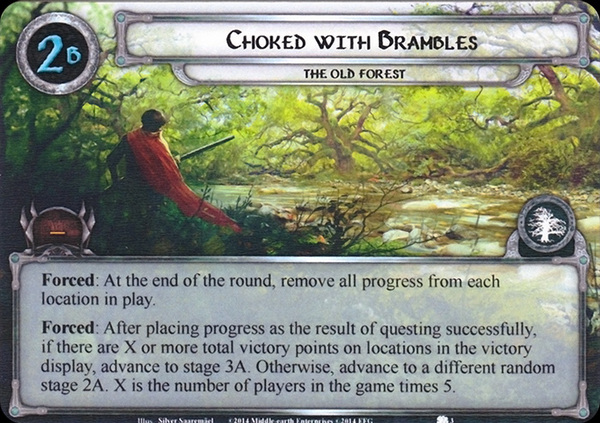 2B
CHOKED WITH BRAMBLES
THE OLD FOREST
Forced: At the end of the round, remove all progress from each
location in play.
Forced: After placing progress as the result of questing successfully,
if there are X or more total victory points on locations in the victory
display, advance to stage 3A. Otherwise, advance to a different random
stage 2A. X is the number of players in the game times 5.
Illus. Silver Saaremäel ©2014 Middle-earth Enterprises ©2014 FFG
3